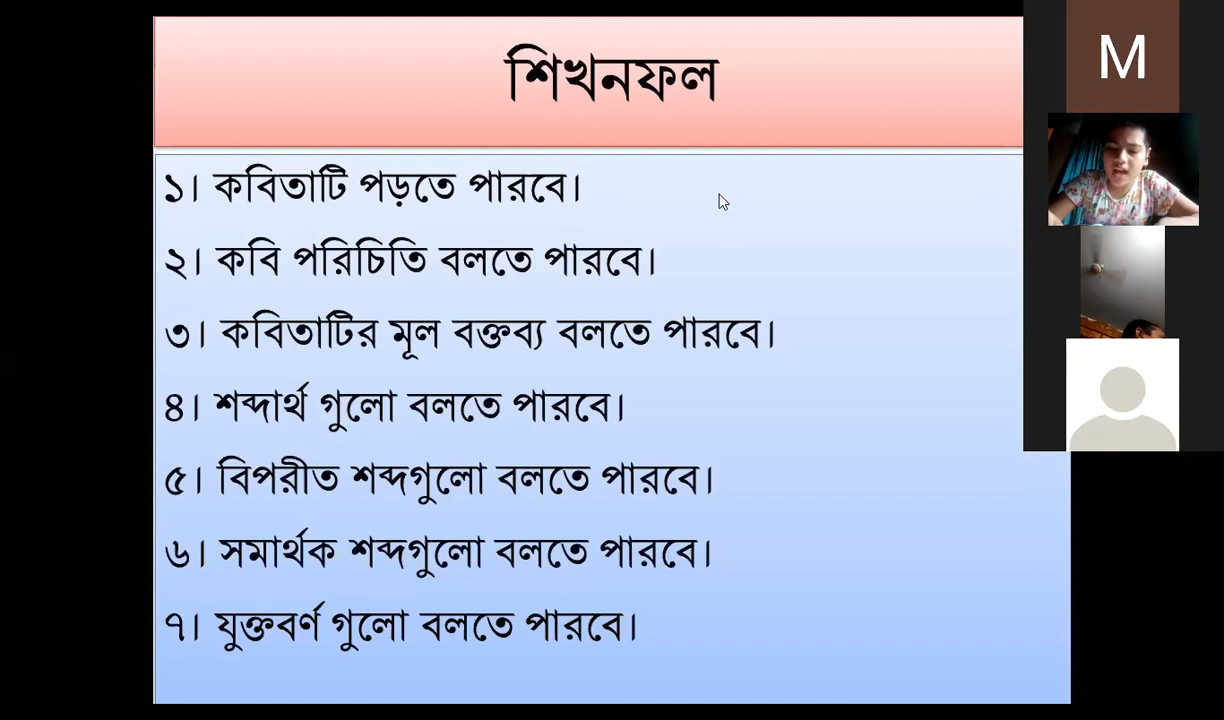 শিখনফল
১। কবিতাটি পড়তে পারবে।
২। কবি পরিচিতি বলতে পারবে।
৩। কবিতাটির মূল বক্তব্য বলতে পারবে।
৪। শব্দার্থ গুলো বলতে পারবে।
৫। বিপরীত শব্দগুলো বলতে পারবে।
৬। সমার্থক শব্দগুলো বলতে পারবে।
৭। যুক্তবর্ণ গুলো বলতে পারবে।
M